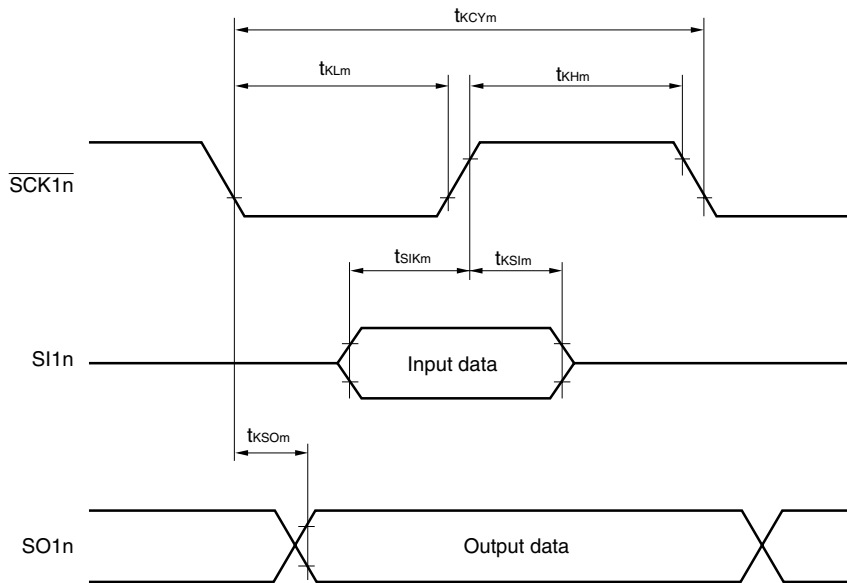 tKCYm
tKLm
tKHm
SCK1n
tSIKm
tKSIm
SI1n
Input data
tKSOm
SO1n
Output data